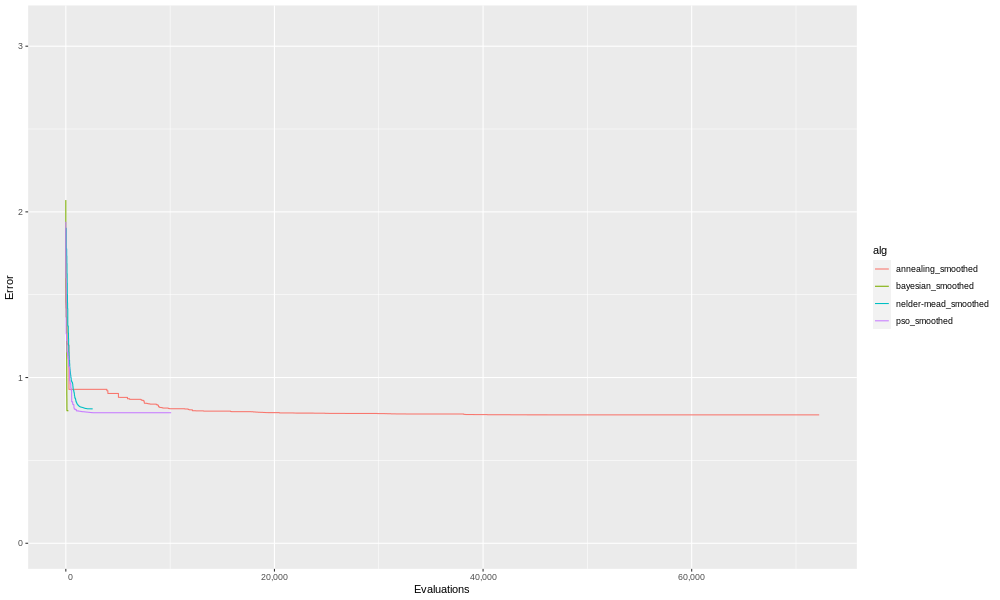 3
2
1
0
Error
0
20,000
40,000
60,000
Evaluations
alg
annealing_smoothed
bayesian_smoothed
nelder-mead_smoothed
pso_smoothed